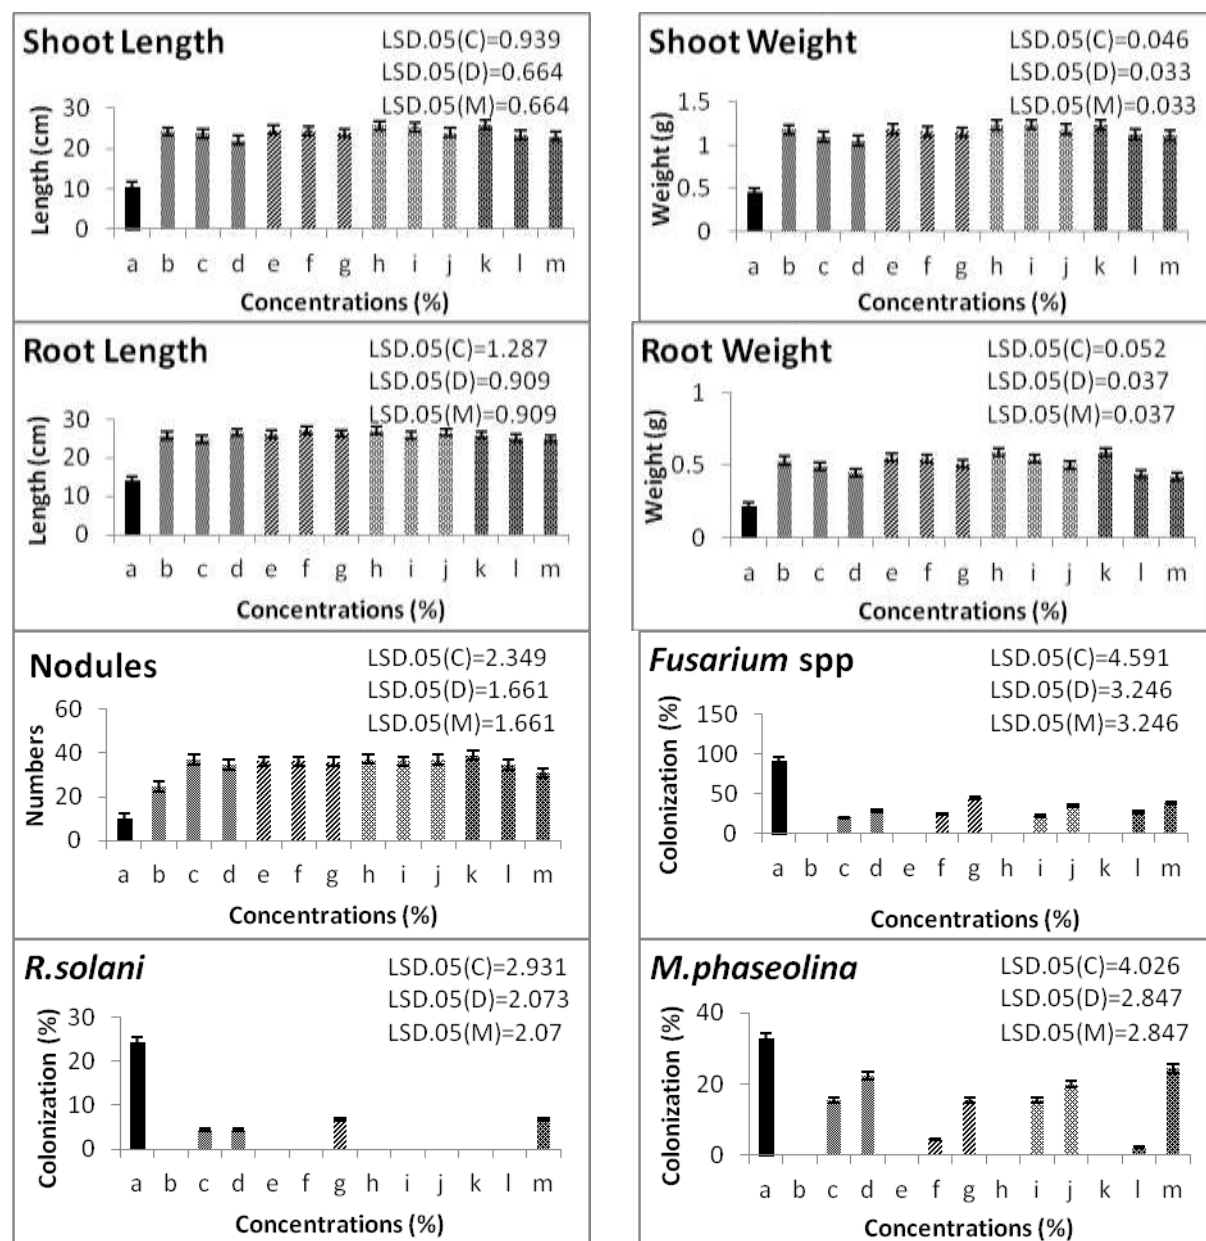 Shoot Length
LSD.05(C)=0.939
LSD.05(D)=0.664
LSD.05(M)=0.664
Length (cm)
30
20
10
0
a b c d e f g h i j k l m
Concentrations (%)
Shoot Weight
LSD.05(C)=0.046
LSD.05(D)=0.033
LSD.05(M)=0.033
Weight (g)
1.5
1
0.5
0
a b c d e f g h i j k l m
Concentrations (%)
Root Length
LSD.05(C)=1.287
LSD.05(D)=0.909
LSD.05(M)=0.909
Length (cm)
30
20
10
0
a b c d e f g h i j k l m
Concentrations (%)
Root Weight
LSD.05(C)=0.052
LSD.05(D)=0.037
LSD.05(M)=0.037
Weight (g)
1
0.5
0
a b c d e f g h i j k l m
Concentrations (%)
Nodules
LSD.05(C)=2.349
LSD.05(D)=1.661
LSD.05(M)=1.661
Numbers
60
40
20
0
a b c d e f g h i j k l m
Concentrations (%)
Fusarium spp
LSD.05(C)=4.591
LSD.05(D)=3.246
LSD.05(M)=3.246
Colonization (%)
150
100
50
0
a b c d e f g h i j k l m
Concentrations (%)
R.solani
LSD.05(C)=2.931
LSD.05(D)=2.073
LSD.05(M)=2.07
Colonization (%)
30
20
10
0
a b c d e f g h i j k l m
Concentrations (%)
M.phaseolina
LSD.05(C)=4.026
LSD.05(D)=2.847
LSD.05(M)=2.847
Colonization (%)
40
20
0
a b c d e f g h i j k l m
Concentrations (%)